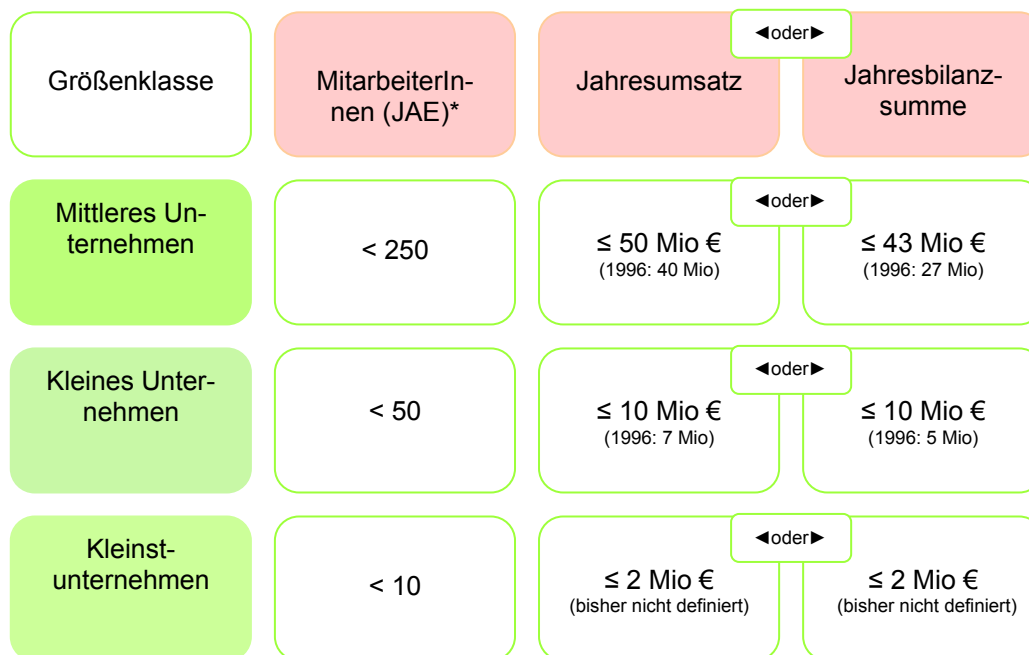 ◄oder►
Größenklasse
MitarbeiterIn-
nen (JAE)*
Jahresumsatz
Jahresbilanz-
summe
◄oder►
Mittleres Un-
ternehmen
< 250
≤ 50 Mio €
(1996: 40 Mio)
≤ 43 Mio €
(1996: 27 Mio)
◄oder►
Kleines Unter-
nehmen
< 50
≤ 10 Mio €
(1996: 7 Mio)
≤ 10 Mio €
(1996: 5 Mio)
◄oder►
Kleinst-
unternehmen
< 10
≤ 2 Mio €
(bisher nicht definiert)
≤ 2 Mio €
(bisher nicht definiert)